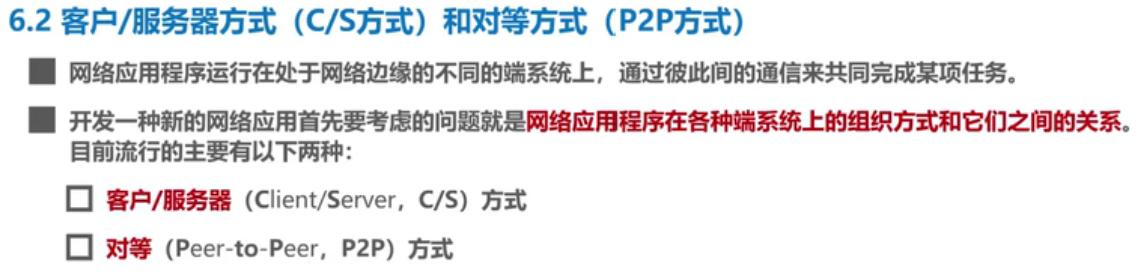 6.2 客户/服务器方式（C/S方式）和对等方式（P2P方式）
网络应用程序运行在处于网络边缘的不同的端系统上，通过彼此间的通信来共同完成某项任务。
开发一种新的网络应用首先要考虑的问题就是网络应用程序在各种端系统上的组织方式和它们之间的关系。
目前流行的主要有以下两种：
客户/服务器（Client/Server，C/S）方式
对等（Peer-to-Peer，P2P）方式